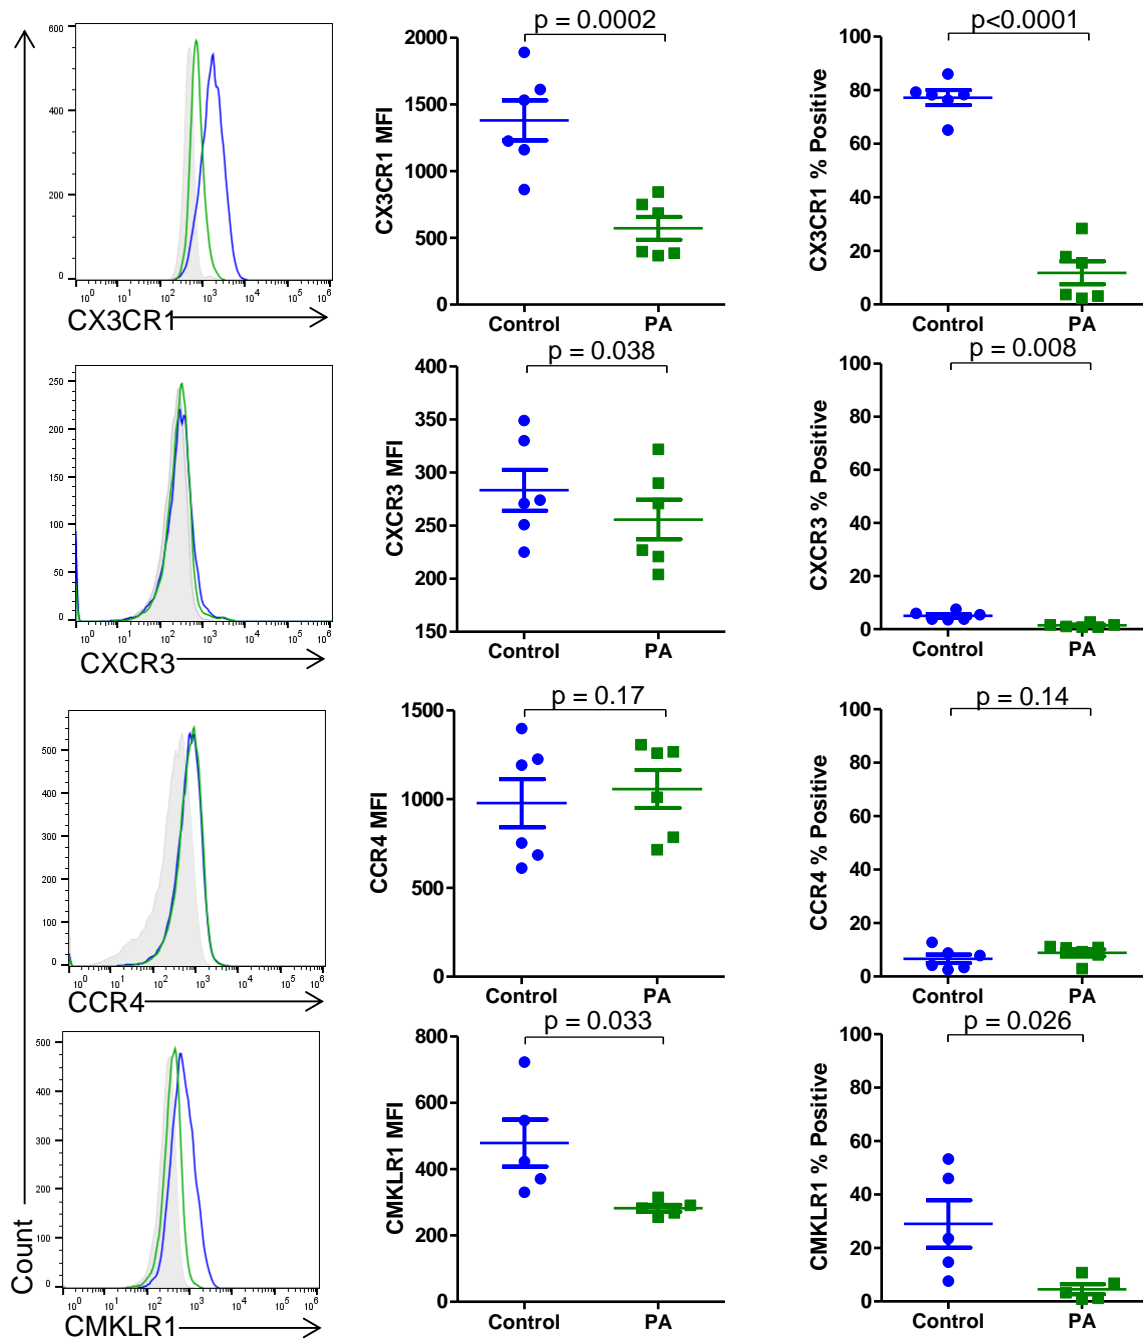 p = 0.0002
p<0.0001
600
400
200
0
10^0 10^1 10^2 10^3 10^4 10^5 10^6
CX3CR1
CX3CR1 MFI
2000
1500
1000
500
0
Control PA
CX3CR1 % Positive
100
80
60
40
20
0
Control PA
p = 0.038
p = 0.008
250
200
150
100
50
0
10^0 10^1 10^2 10^3 10^4 10^5 10^6
CXCR3
CXCR3 MFI
400
350
300
250
200
150
Control PA
CXCR3 % Positive
100
80
60
40
20
0
Control PA
p = 0.17
p = 0.14
500
400
300
200
100
0
10^0 10^1 10^2 10^3 10^4 10^5 10^6
CCR4
CCR4 MFI
1500
1000
500
0
Control PA
CCR4 % Positive
100
80
60
40
20
0
Control PA
p = 0.033
p = 0.026
500
400
300
200
100
0
10^0 10^1 10^2 10^3 10^4 10^5 10^6
CMKLR1
Count
CMKLR1 MFI
800
600
400
200
0
Control PA
CMKLR1 % Positive
100
80
60
40
20
0
Control PA